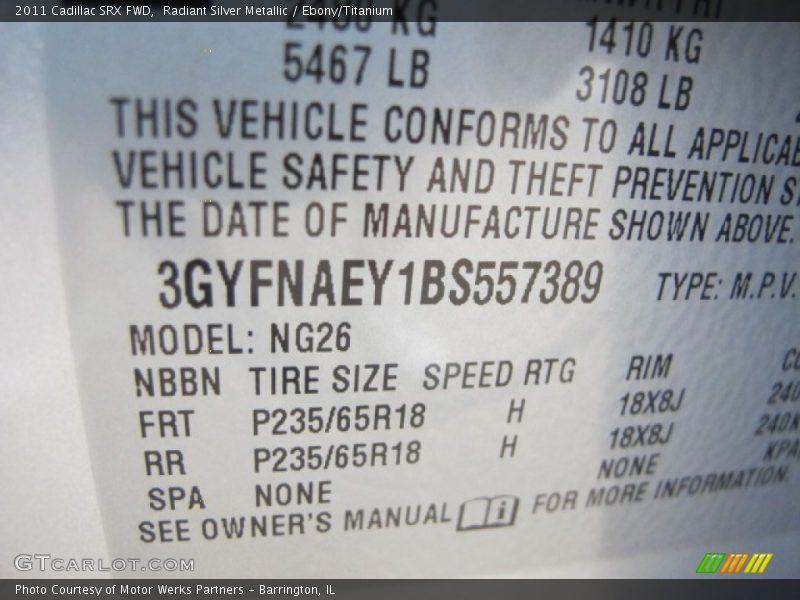 2011 Cadillac SRX FWD,  Radiant Silver Metallic / Ebony/Titanium
KG
5467 LB
1410 KG
3108 LB
THIS VEHICLE CONFORMS TO ALL
VEHICLE SAFETY AND THEFT PREVENTION
THE DATE OF MANUFACTURE SHOWN ABOVE.
3GYFNAEY1BS557389 TYPE: M.P.V.
MODEL: NG26
NBBN TIRE SIZE SPEED RTG RIM
FRT P235/65R18 H 18X8J
RR P235/65R18 H 18X8J
SPA NONE NONE
SEE OWNER'S MANUAL i FOR MORE INFORMATION.
GTCARLOT.COM
Photo Courtesy of Motor Werks Partners - Barrington, IL